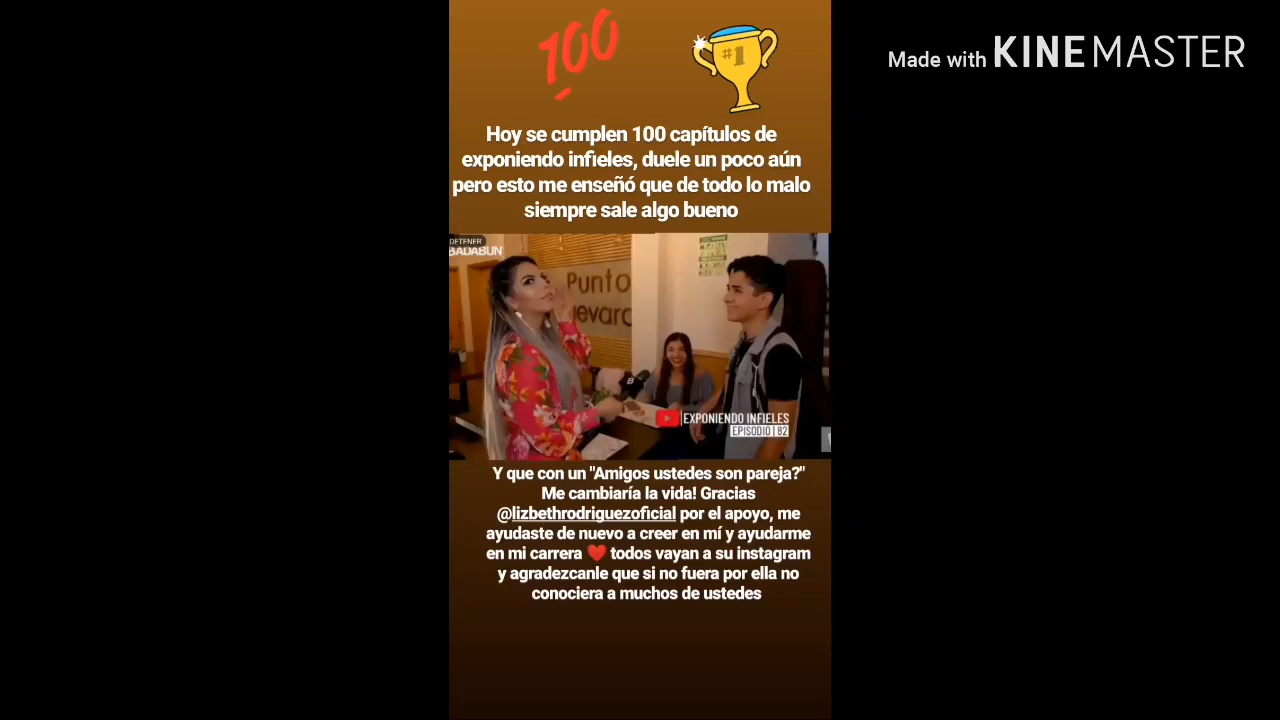 100
#1
Made with KINEMASTER
Hoy se cumplen 100 capítulos de
exponiendo infieles, duele un poco aún
pero esto me enseñó que de todo lo malo
siempre sale algo bueno
DETENER
BADABUN
Punto
uevaro
B
EXPONIENDO INFIELES
EPISODIO | 82
Y que con un "Amigos ustedes son pareja?"
Me cambiaría la vida! Gracias
@lizbethrodriguezoficial por el apoyo, me
ayudaste de nuevo a creer en mí y ayudarme
en mi carrera ❤️ todos vayan a su instagram
y agradezcanle que si no fuera por ella no
conociera a muchos de ustedes